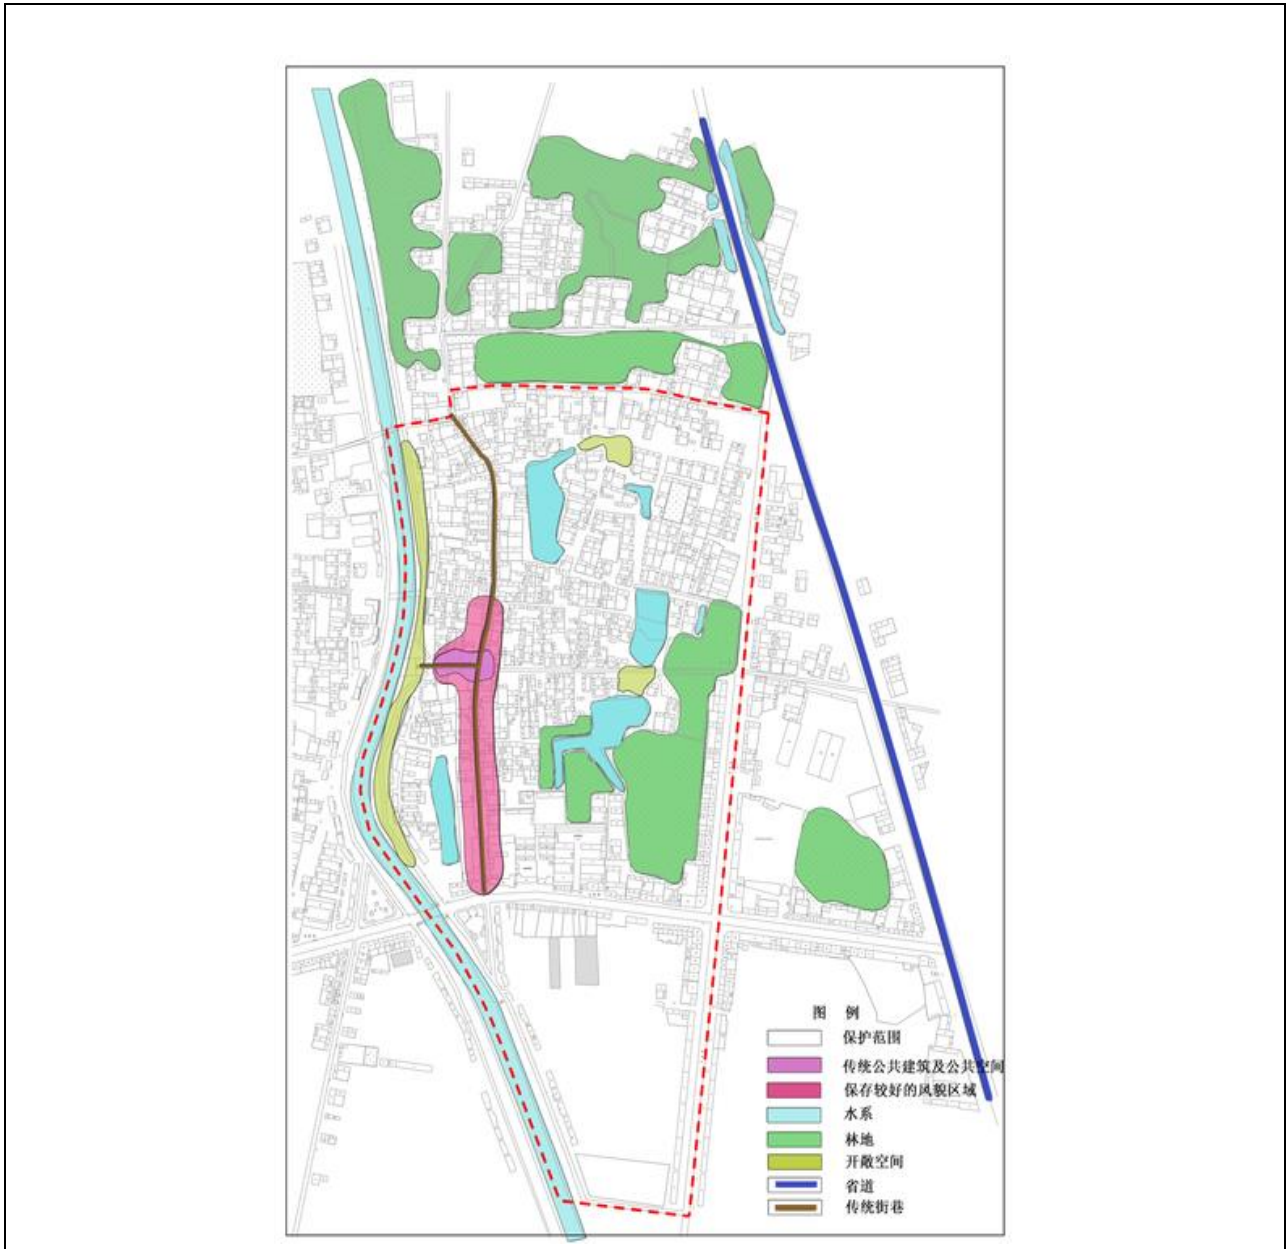 图 例
保护范围
传统公共建筑及公共空间
保存较好的风貌区域
水系
林地
开敞空间
省道
传统街巷